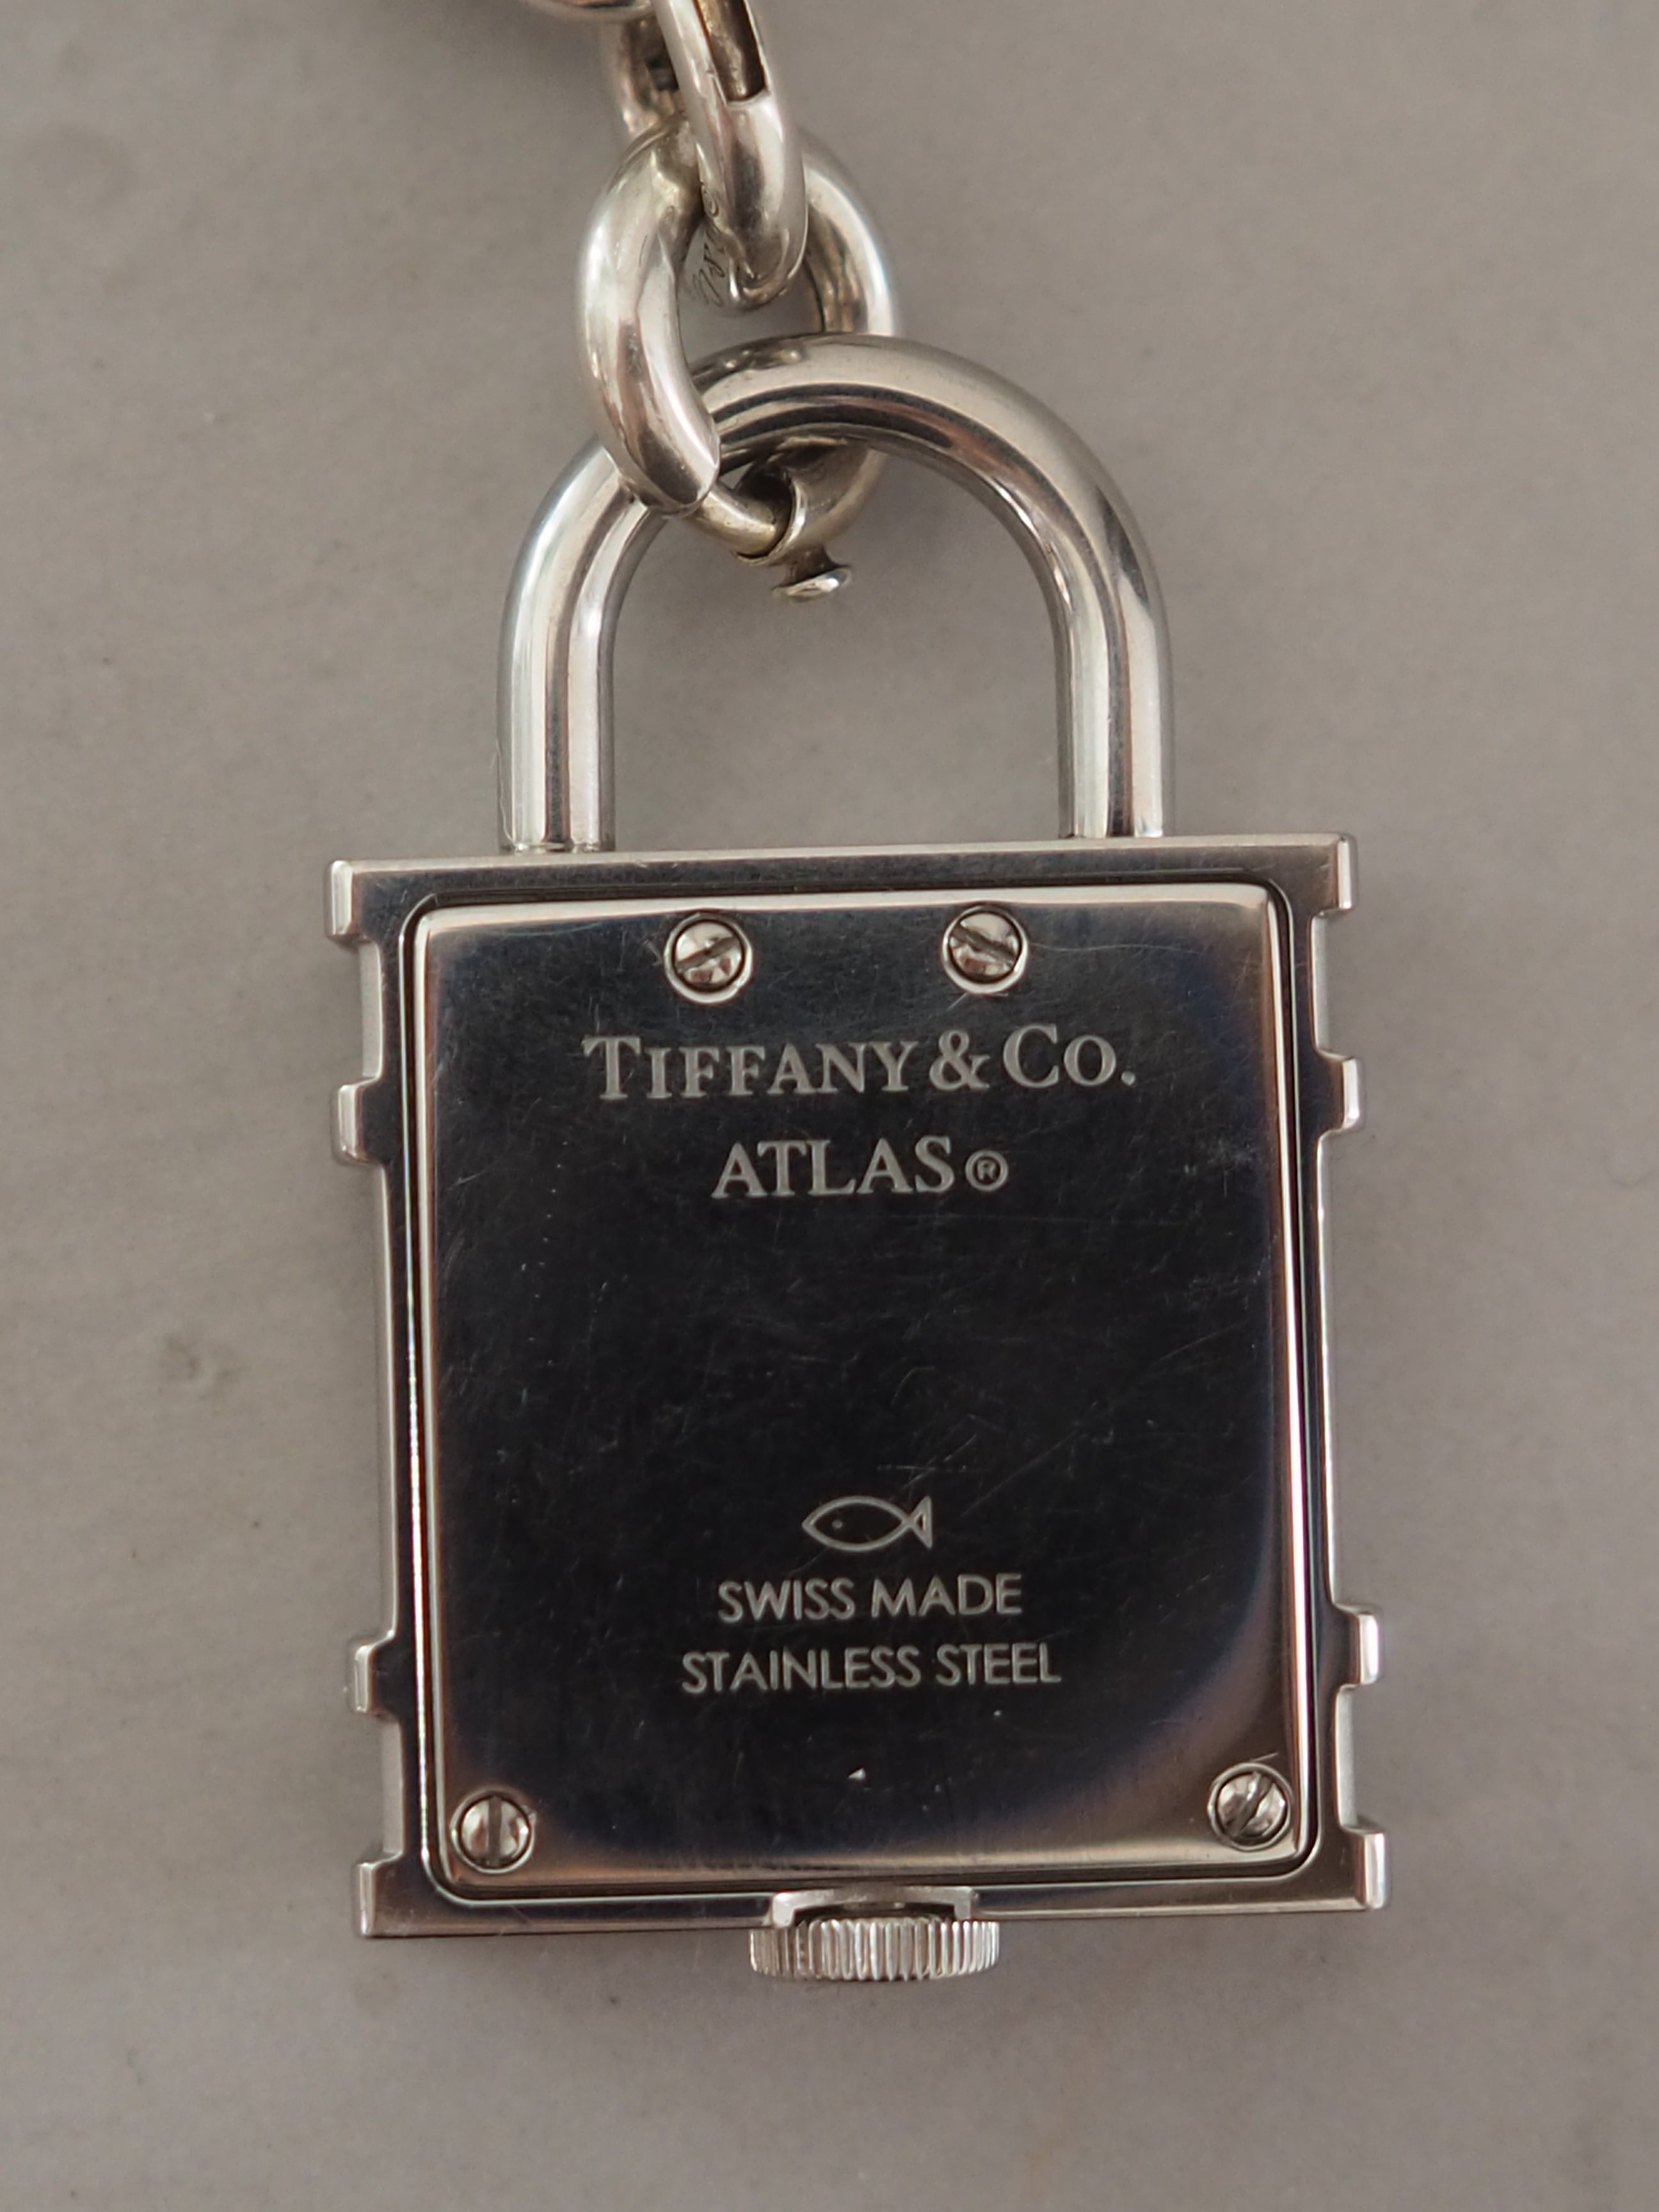 TIFFANY & CO.
ATLAS®
SWISS MADE
STAINLESS STEEL